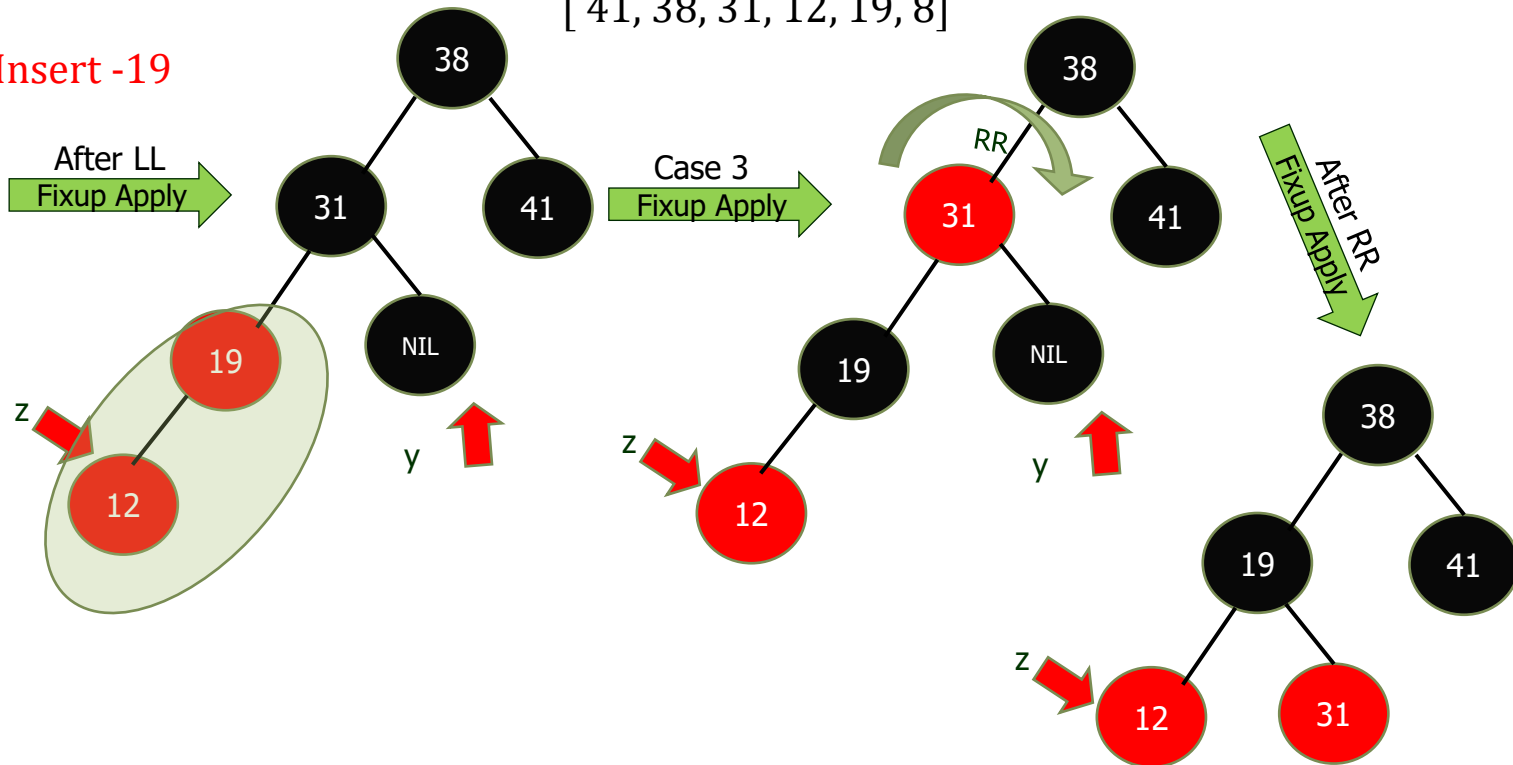 [ 41, 38, 31, 12, 19, 8]
Insert -19
After LL
Fixup Apply
38
31
41
19
NIL
12
z
y
Case 3
Fixup Apply
38
RR
31
41
19
NIL
12
z
y
After RR
Fixup Apply
38
19
41
z
12
31